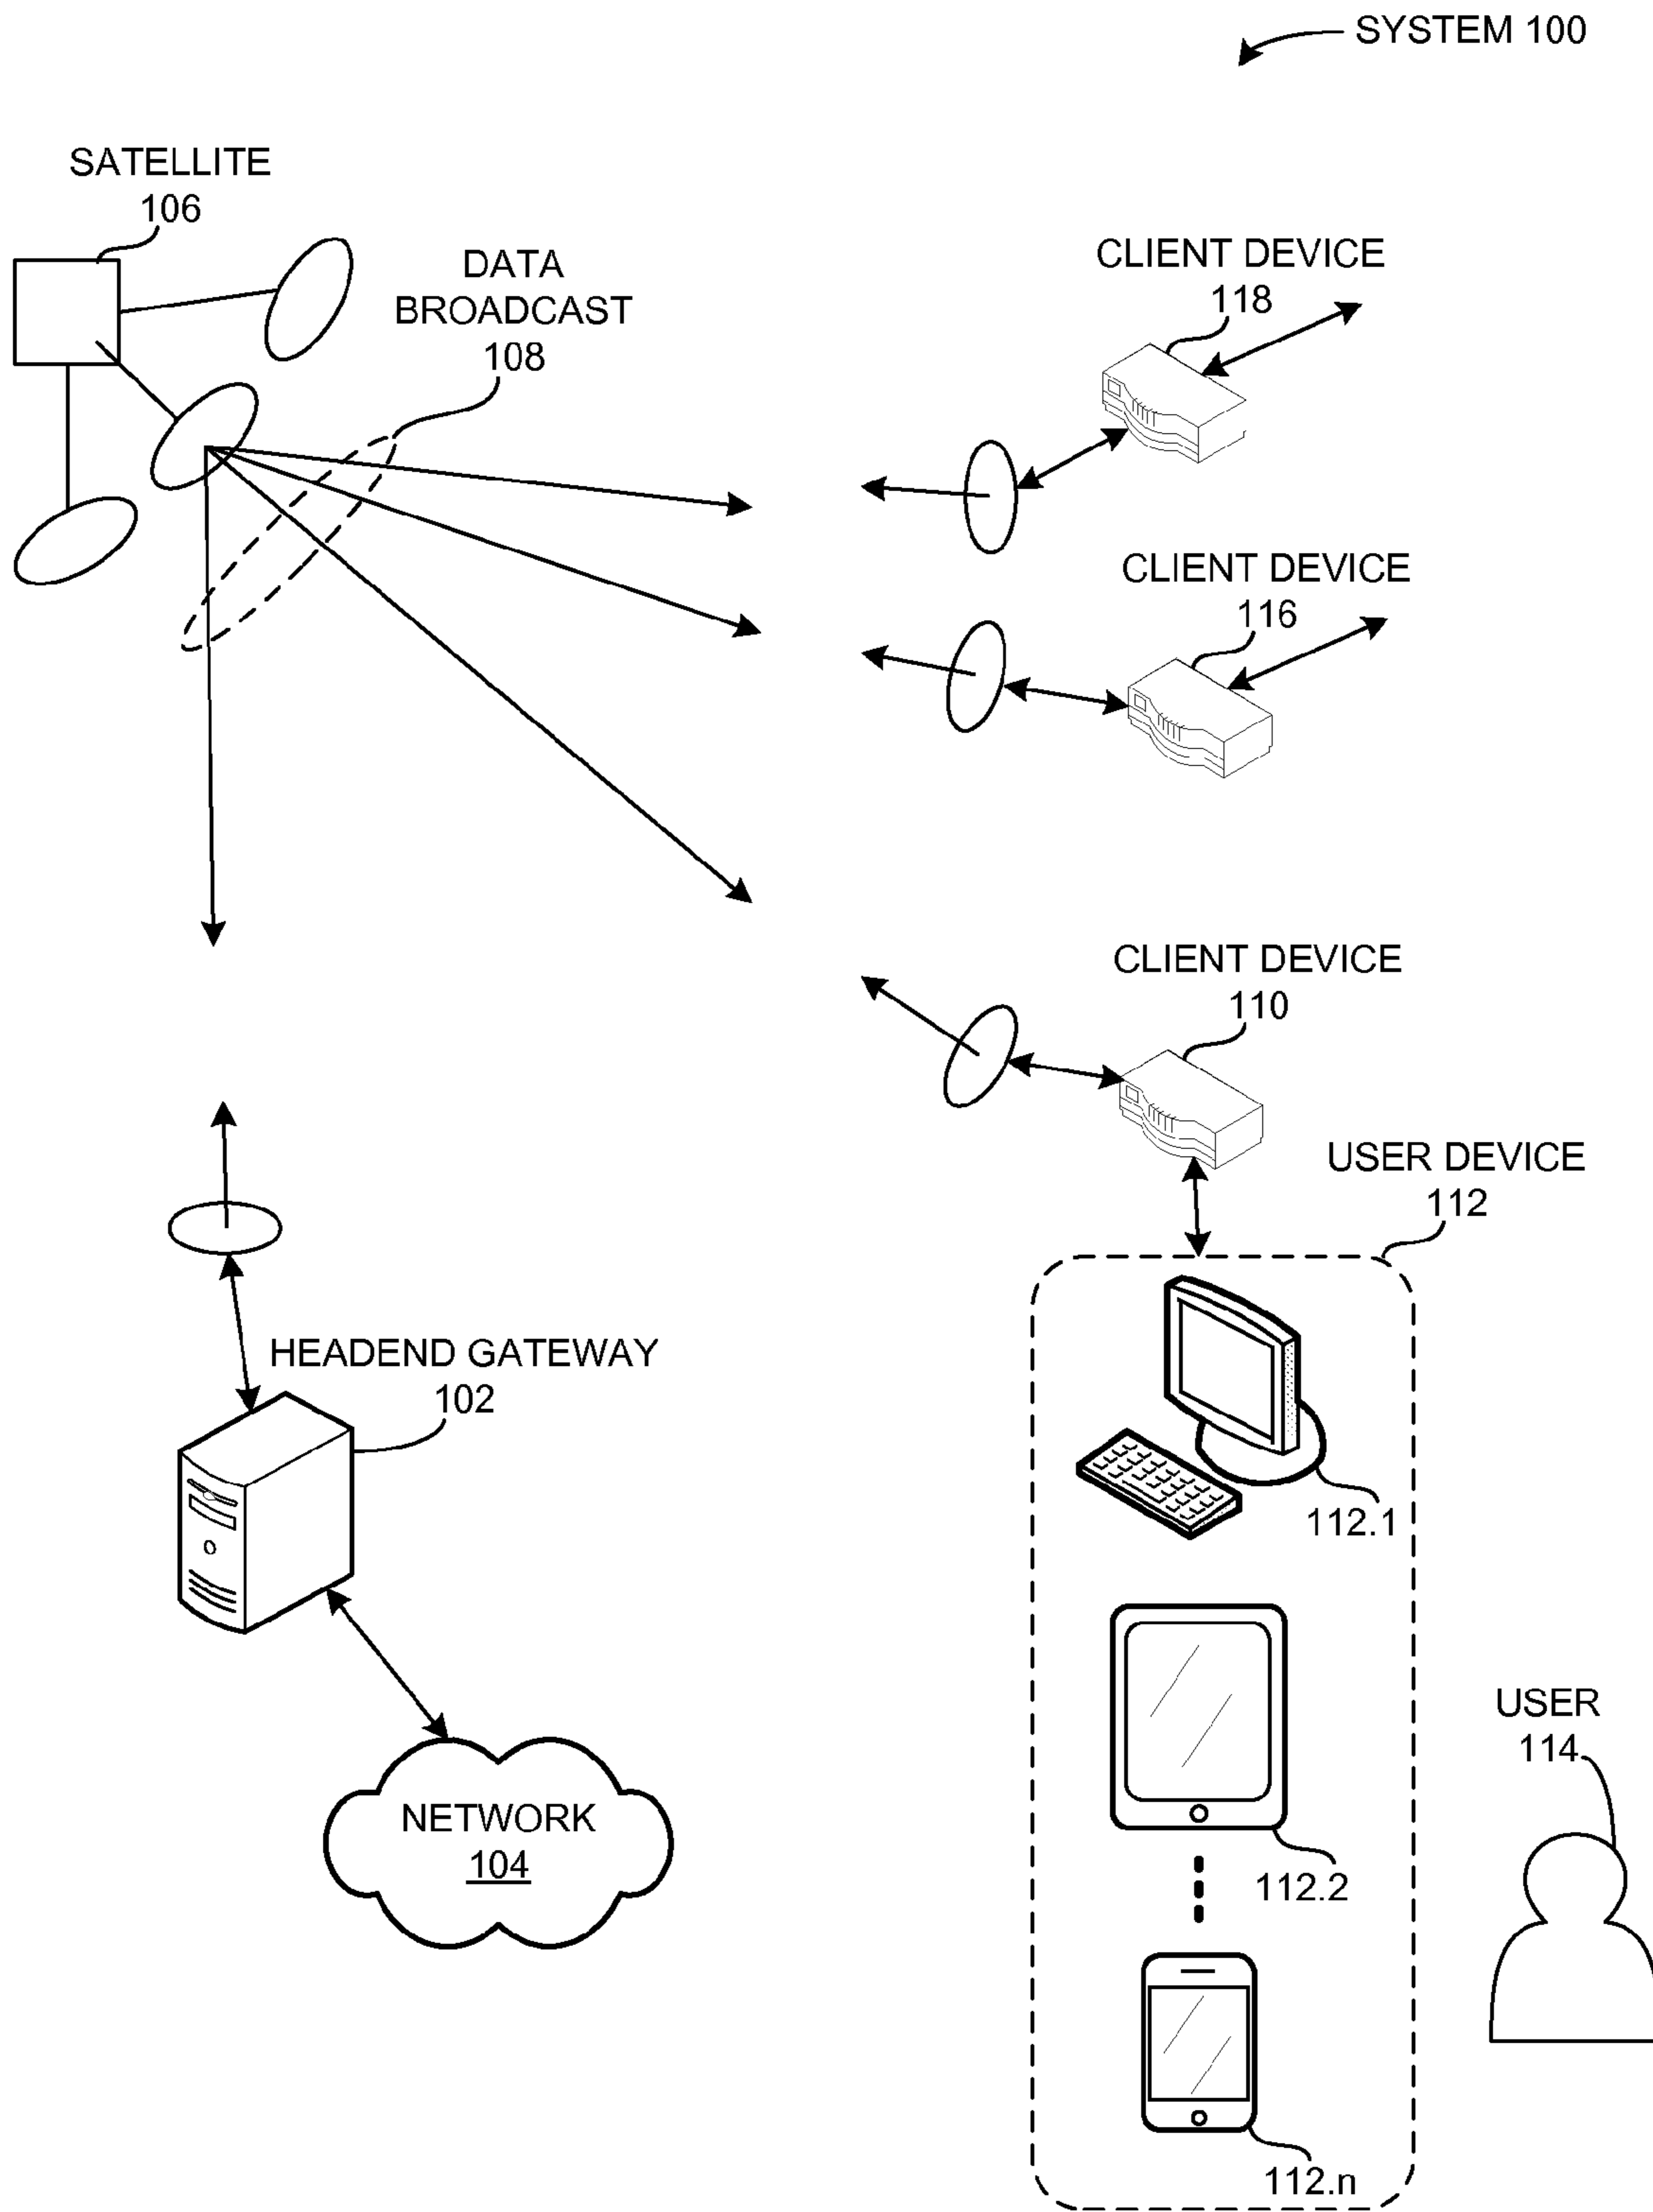 SYSTEM 100
SATELLITE
106
DATA
BROADCAST
108
CLIENT DEVICE
118
CLIENT DEVICE
116
CLIENT DEVICE
110
USER DEVICE
112
HEADEND GATEWAY
102
112.1
NETWORK
104
112.2
USER
114
112.n